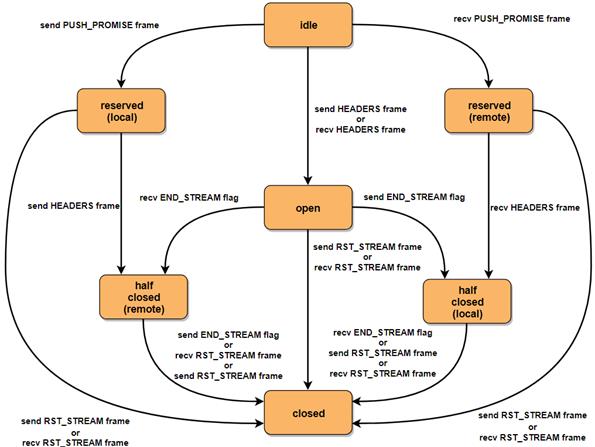 send PUSH_PROMISE frame
idle
recv PUSH_PROMISE frame
reserved
(local)
send HEADERS frame
or
recv HEADERS frame
reserved
(remote)
send HEADERS frame
recv END_STREAM flag
open
send END_STREAM flag
recv HEADERS frame
send RST_STREAM frame
or
recv RST_STREAM frame
half
closed
(remote)
half
closed
(local)
send END_STREAM flag
or
recv RST_STREAM frame
or
send RST_STREAM frame
recv END_STREAM flag
or
send RST_STREAM frame
or
recv RST_STREAM frame
closed
send RST_STREAM frame
or
recv RST_STREAM frame
send RST_STREAM frame
or
recv RST_STREAM frame